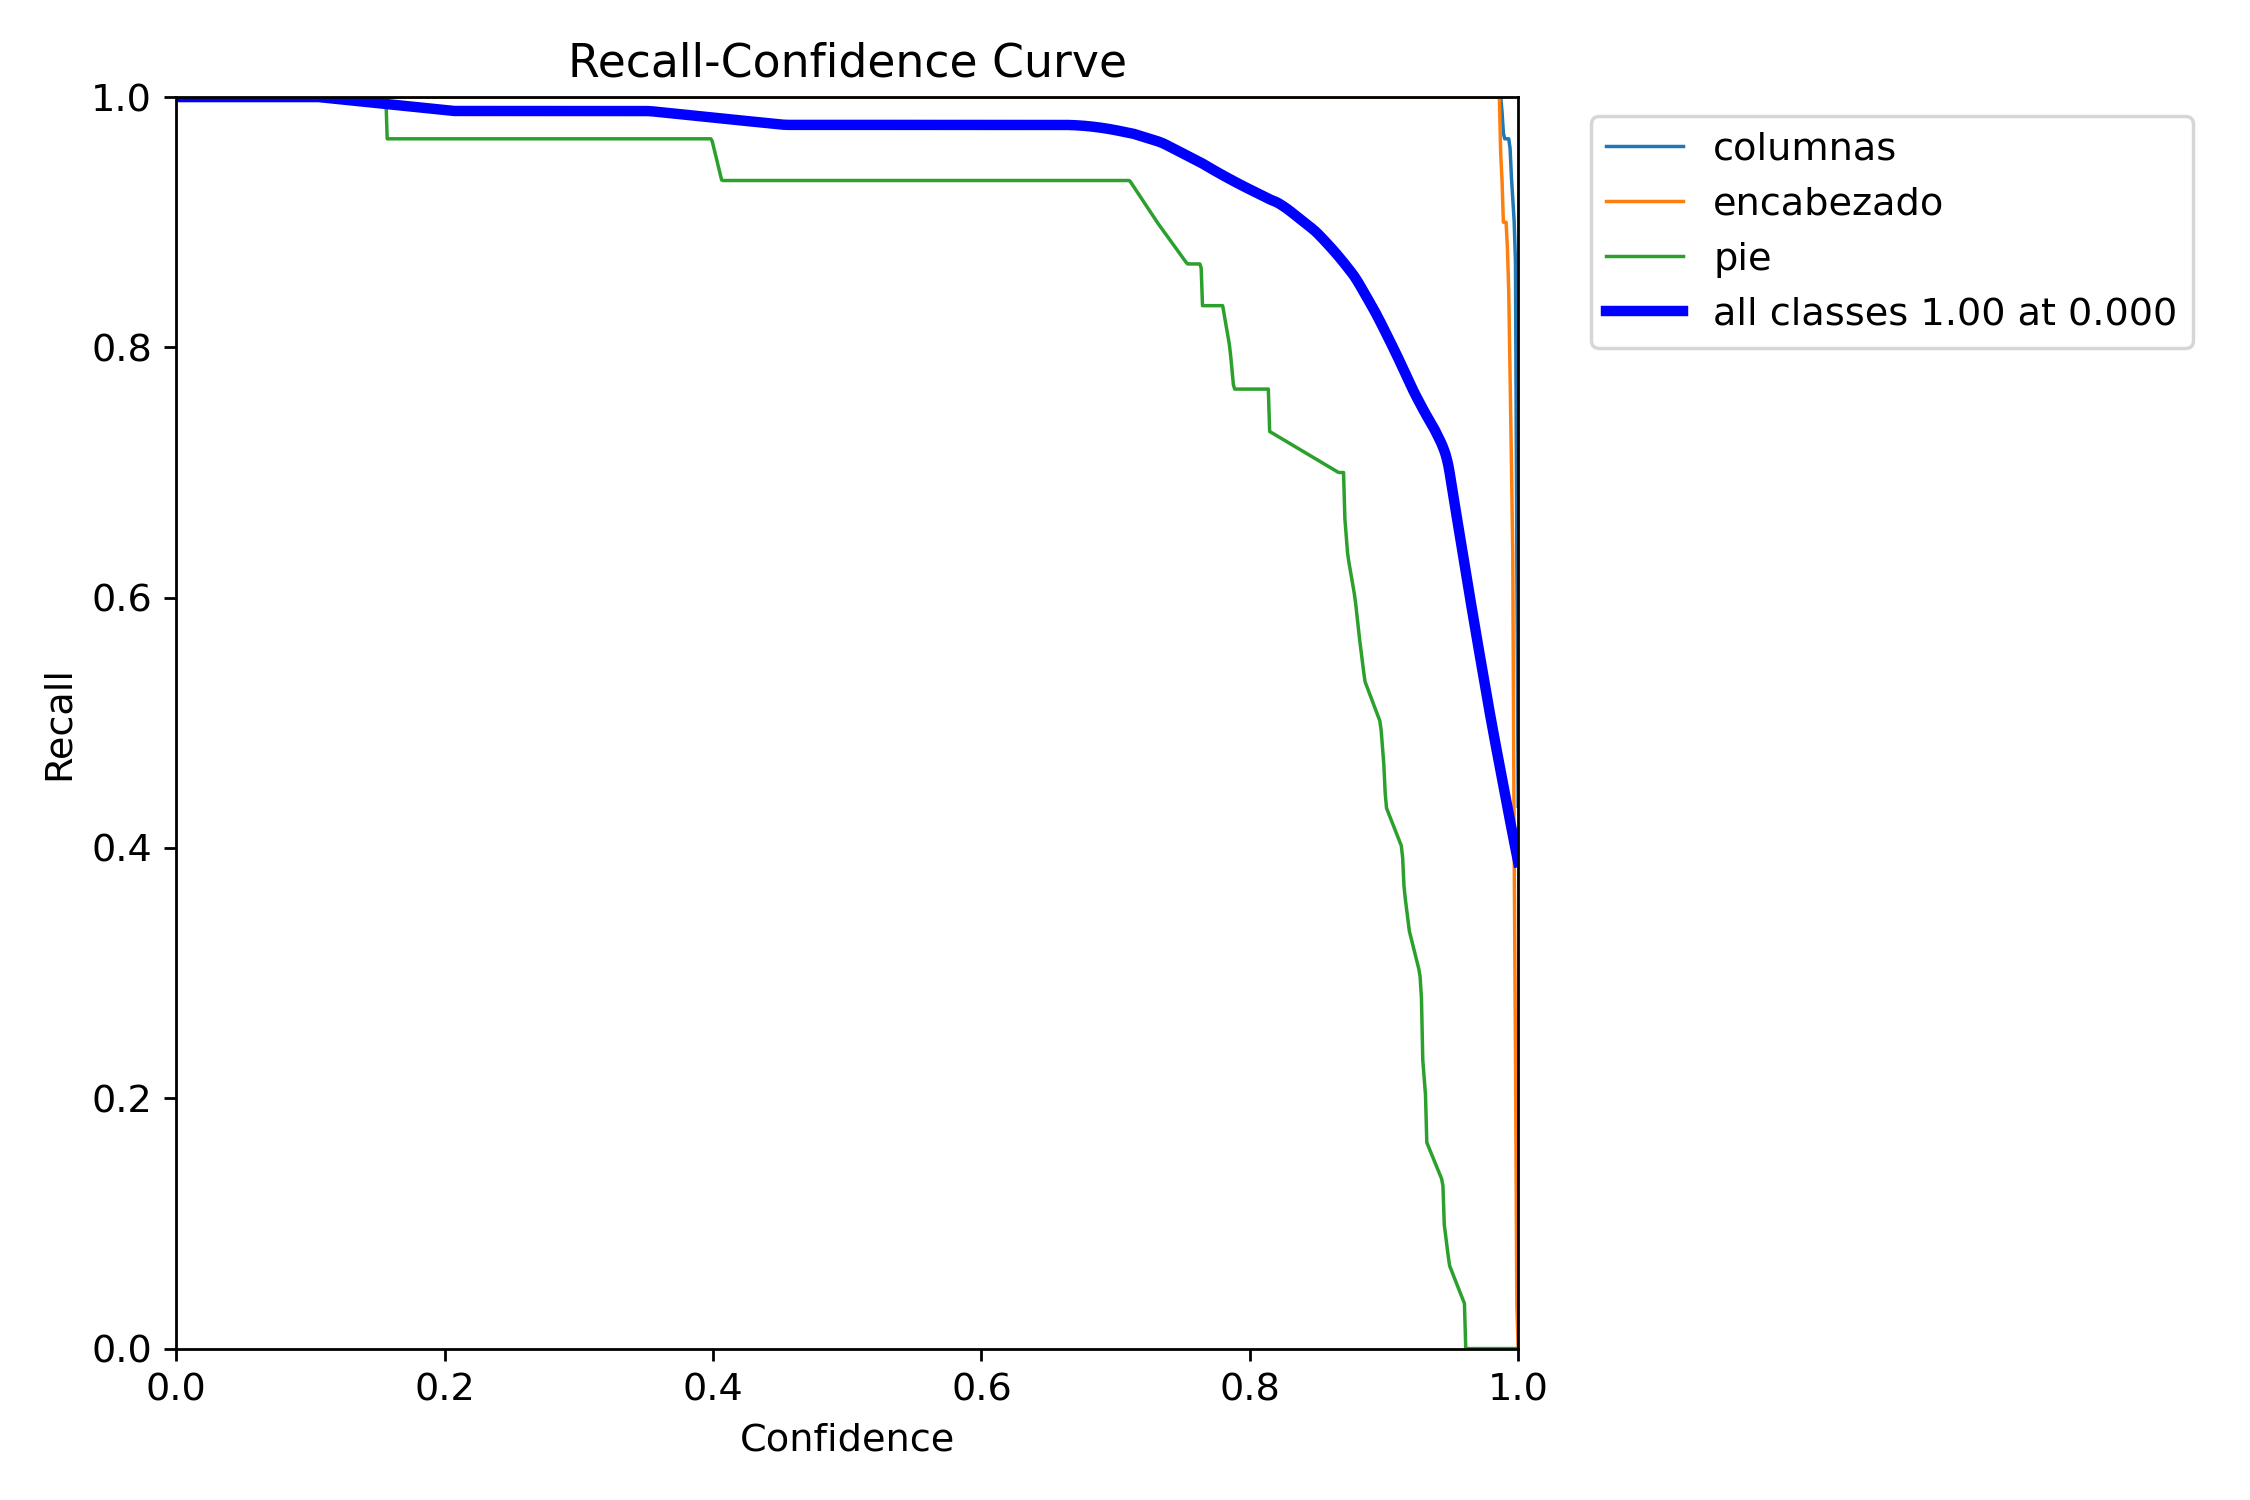 Recall-Confidence Curve
1.0
0.8
0.6
0.4
0.2
0.0
Recall
0.0 0.2 0.4 0.6 0.8 1.0
Confidence
columnas
encabezado
pie
all classes 1.00 at 0.000